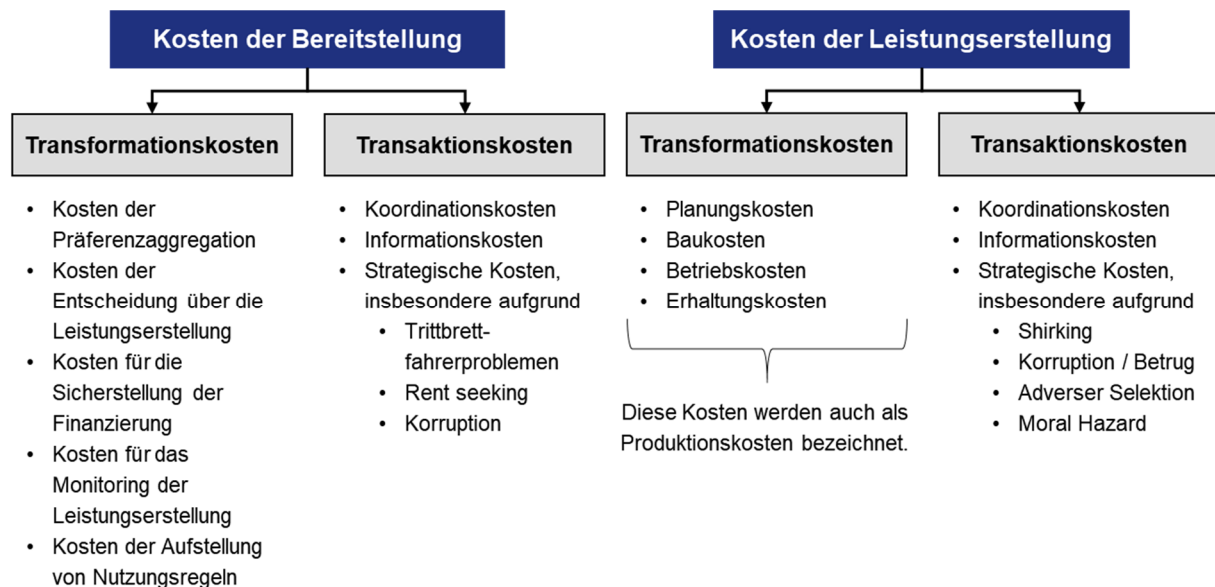 Kosten der Bereitstellung
Transformationskosten
• Kosten der
Präferenzaggregation
• Kosten der
Entscheidung über die
Leistungserstellung
• Kosten für die
Sicherstellung der
Finanzierung
• Kosten für das
Monitoring der
Leistungserstellung
• Kosten der Aufstellung
von Nutzungsregeln
Transaktionskosten
• Koordinationskosten
• Informationskosten
• Strategische Kosten,
insbesondere aufgrund
• Trittbrett-
fahrerproblemen
• Rent seeking
• Korruption
Kosten der Leistungserstellung
Transformationskosten
• Planungskosten
• Baukosten
• Betriebskosten
• Erhaltungskosten
Diese Kosten werden auch als
Produktionskosten bezeichnet.
Transaktionskosten
• Koordinationskosten
• Informationskosten
• Strategische Kosten,
insbesondere aufgrund
• Shirking
• Korruption / Betrug
• Adverser Selektion
• Moral Hazard